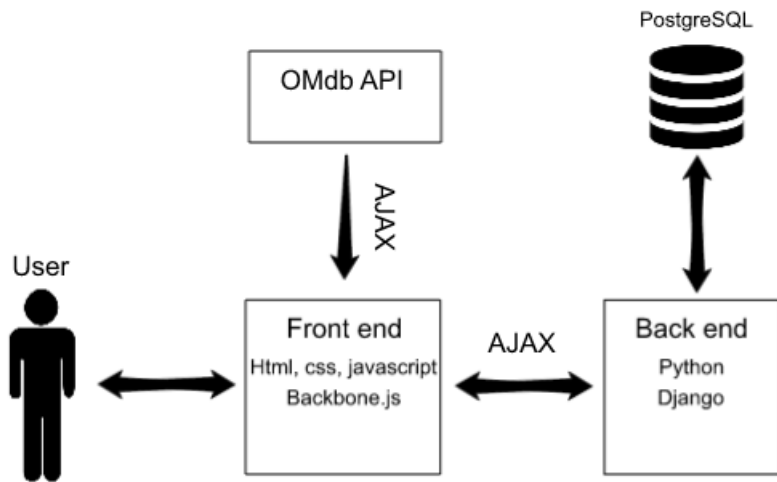 PostgreSQL
OMdb API
AJAX
User
Front end
Html, css, javascript
Backbone.js
AJAX
Back end
Python
Django